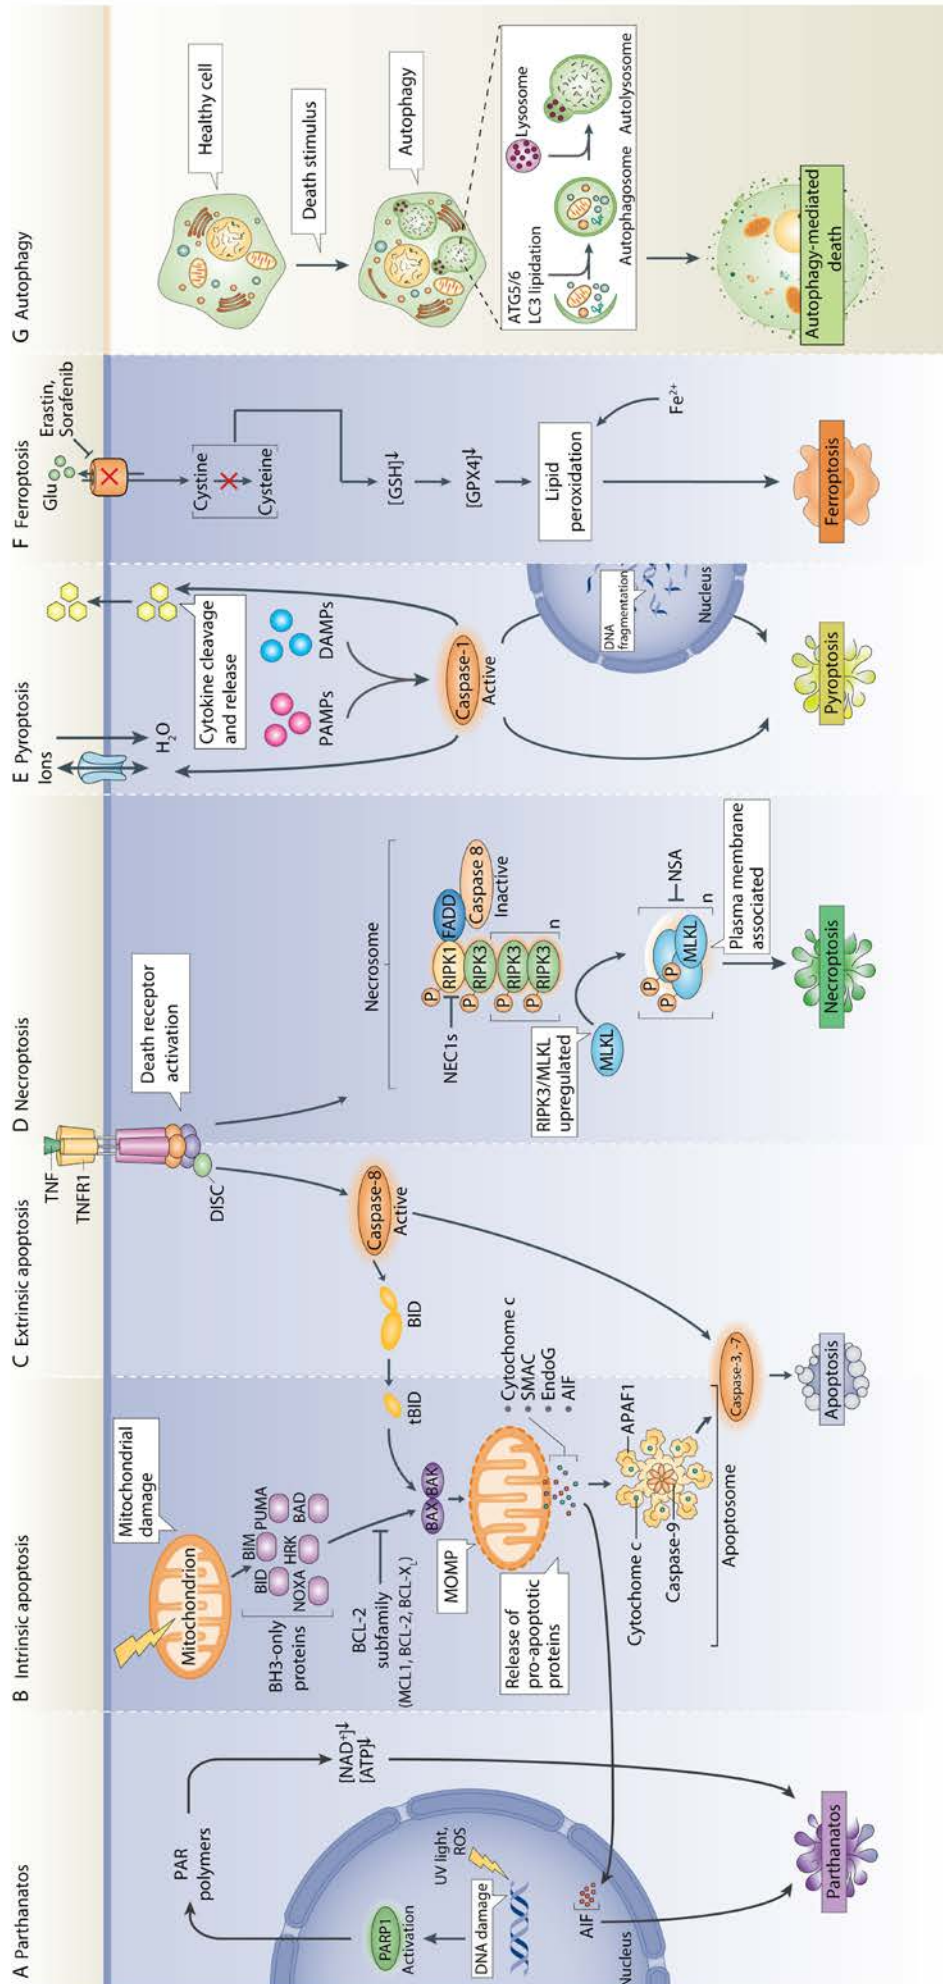 A Parthanatos
PAR
polymers
[NAD⁺]↓
[ATP]↓
PARP1
Activation
UV light,
ROS
DNA damage
AIF
Nucleus
Parthanatos
B Intrinsic apoptosis
Mitochondrial
damage
Mitochondrion
BID
BIM
PUMA
NOXA
HRK
BAD
BH3-only
proteins
BCL-2
subfamily
(MCL1, BCL-2, BCL-XL)
tBID
BAX
BAK
MOMP
Release of
pro-apoptotic
proteins
Cytochome c
SMAC
EndoG
AIF
Cytochome c
APAF1
Caspase-9
Apoptosome
C Extrinsic apoptosis
TNF
TNFR1
DISC
Caspase-8
Active
BID
Caspase-3, -7
Apoptosis
D Necroptosis
Death receptor
activation
Necrosome
P
RIPK1
FADD
Caspase 8
Inactive
NEC1s
P
RIPK3
P
RIPK3
P
RIPK3
n
RIPK3/MLKL
upregulated
MLKL
P
P
P
MLKL
NSA
n
Plasma membrane
associated
Necroptosis
E Pyroptosis
Ions
H₂O
Cytokine cleavage
and release
PAMPs
DAMPs
Caspase-1
Active
DNA
fragmentation
Nucleus
Pyroptosis
F Ferroptosis
Glu
Erastin,
Sorafenib
Cystine
Cysteine
[GSH]↓
[GPX4]↓
Lipid
peroxidation
Fe²⁺
Ferroptosis
G Autophagy
Healthy cell
Death stimulus
Autophagy
ATG5/6
LC3 lipidation
Lysosome
Autophagosome
Autolysosome
Autophagy-mediated
death